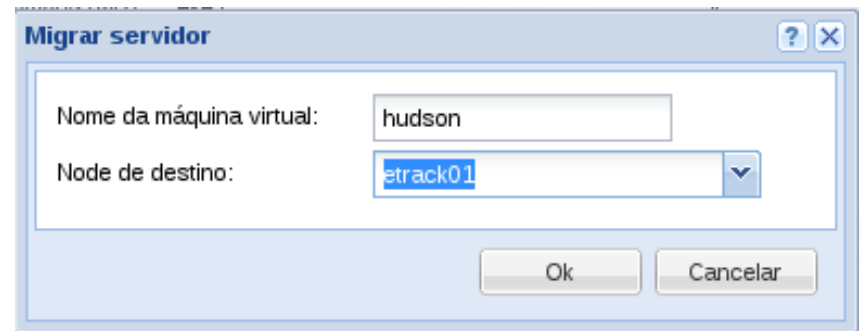 Migrar servidor ?
Nome da máquina virtual: hudson
Node de destino: etrack01
Ok Cancelar